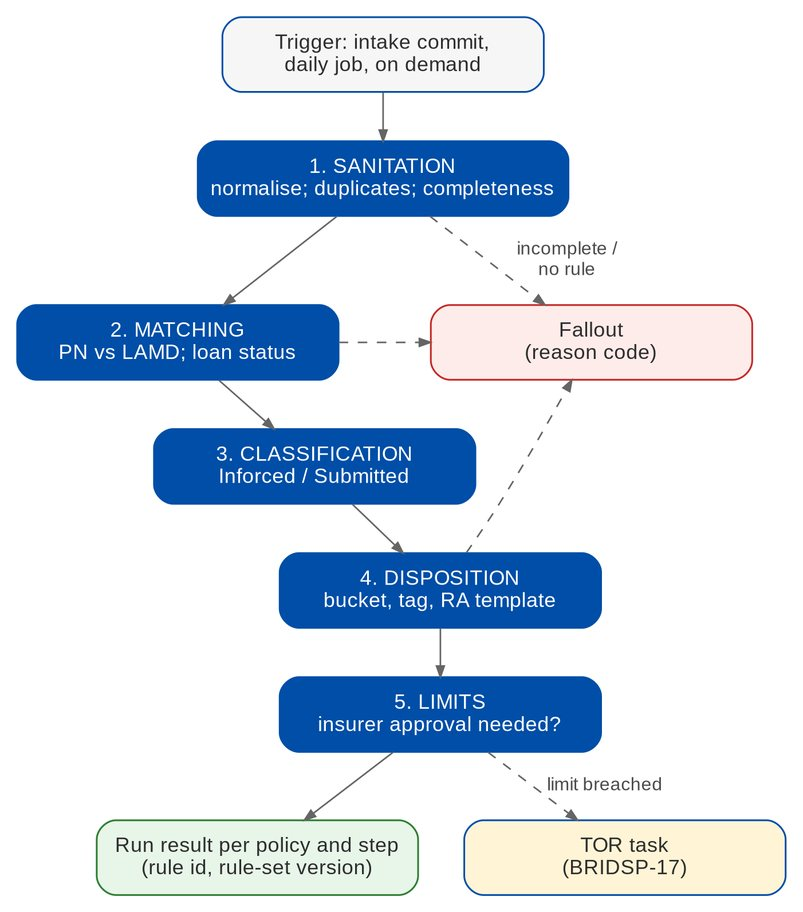 Trigger: intake commit,
daily job, on demand
1. SANITATION
normalise; duplicates; completeness
incomplete /
no rule
2. MATCHING
PN vs LAMD; loan status
Fallout
(reason code)
3. CLASSIFICATION
Inforced / Submitted
4. DISPOSITION
bucket, tag, RA template
5. LIMITS
insurer approval needed?
limit breached
Run result per policy and step
(rule id, rule-set version)
TOR task
(BRIDSP-17)